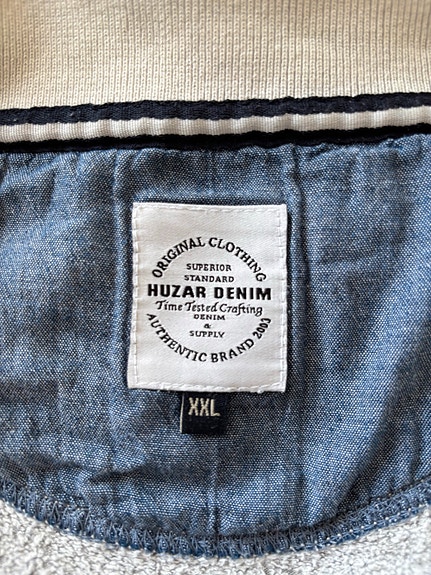 ORIGINAL CLOTHING
SUPERIOR
STANDARD
HUZAR DENIM
Time Tested Crafting
DENIM
&
SUPPLY
AUTHENTIC BRAND 2003
XXL